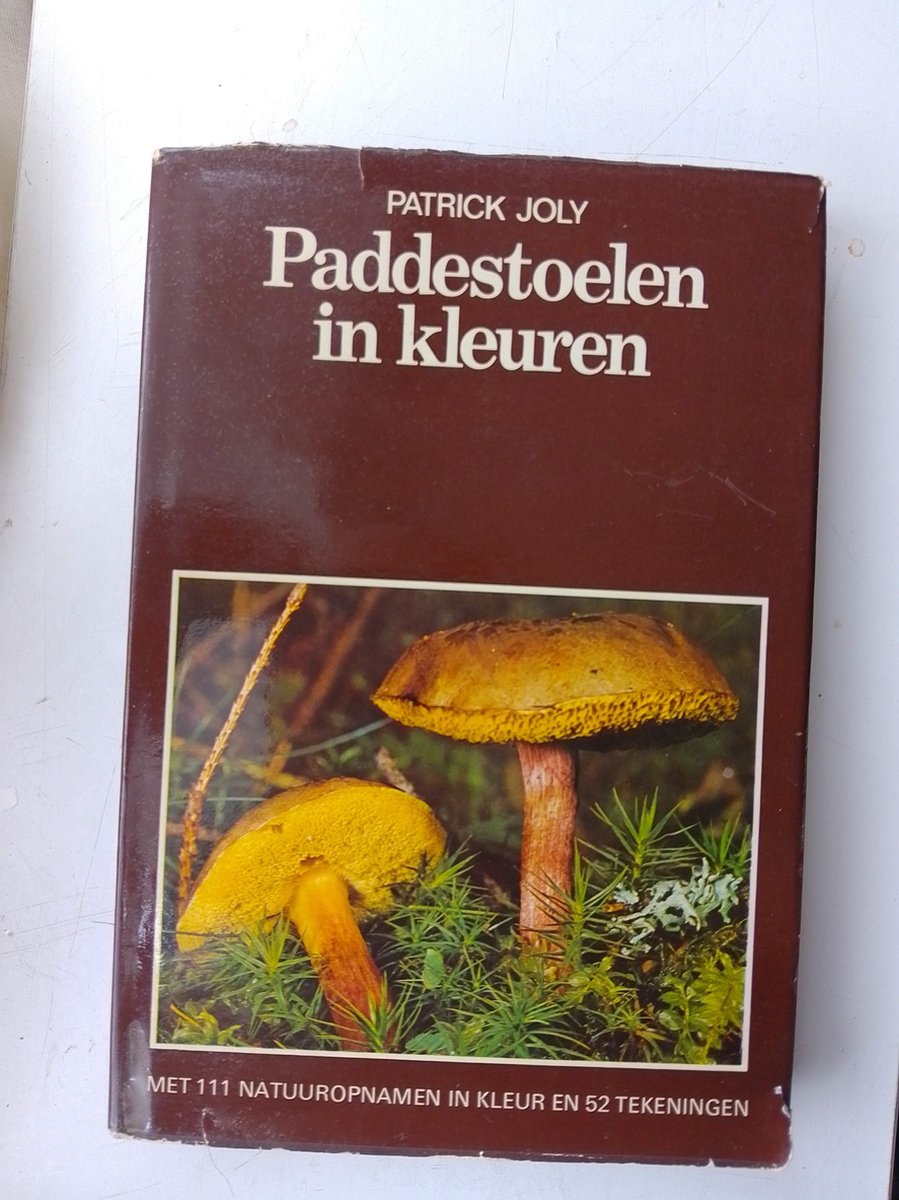 PATRICK JOLY
Paddestoelen
in kleuren
MET 111 NATUUROPNAMEN IN KLEUR EN 52 TEKENINGEN